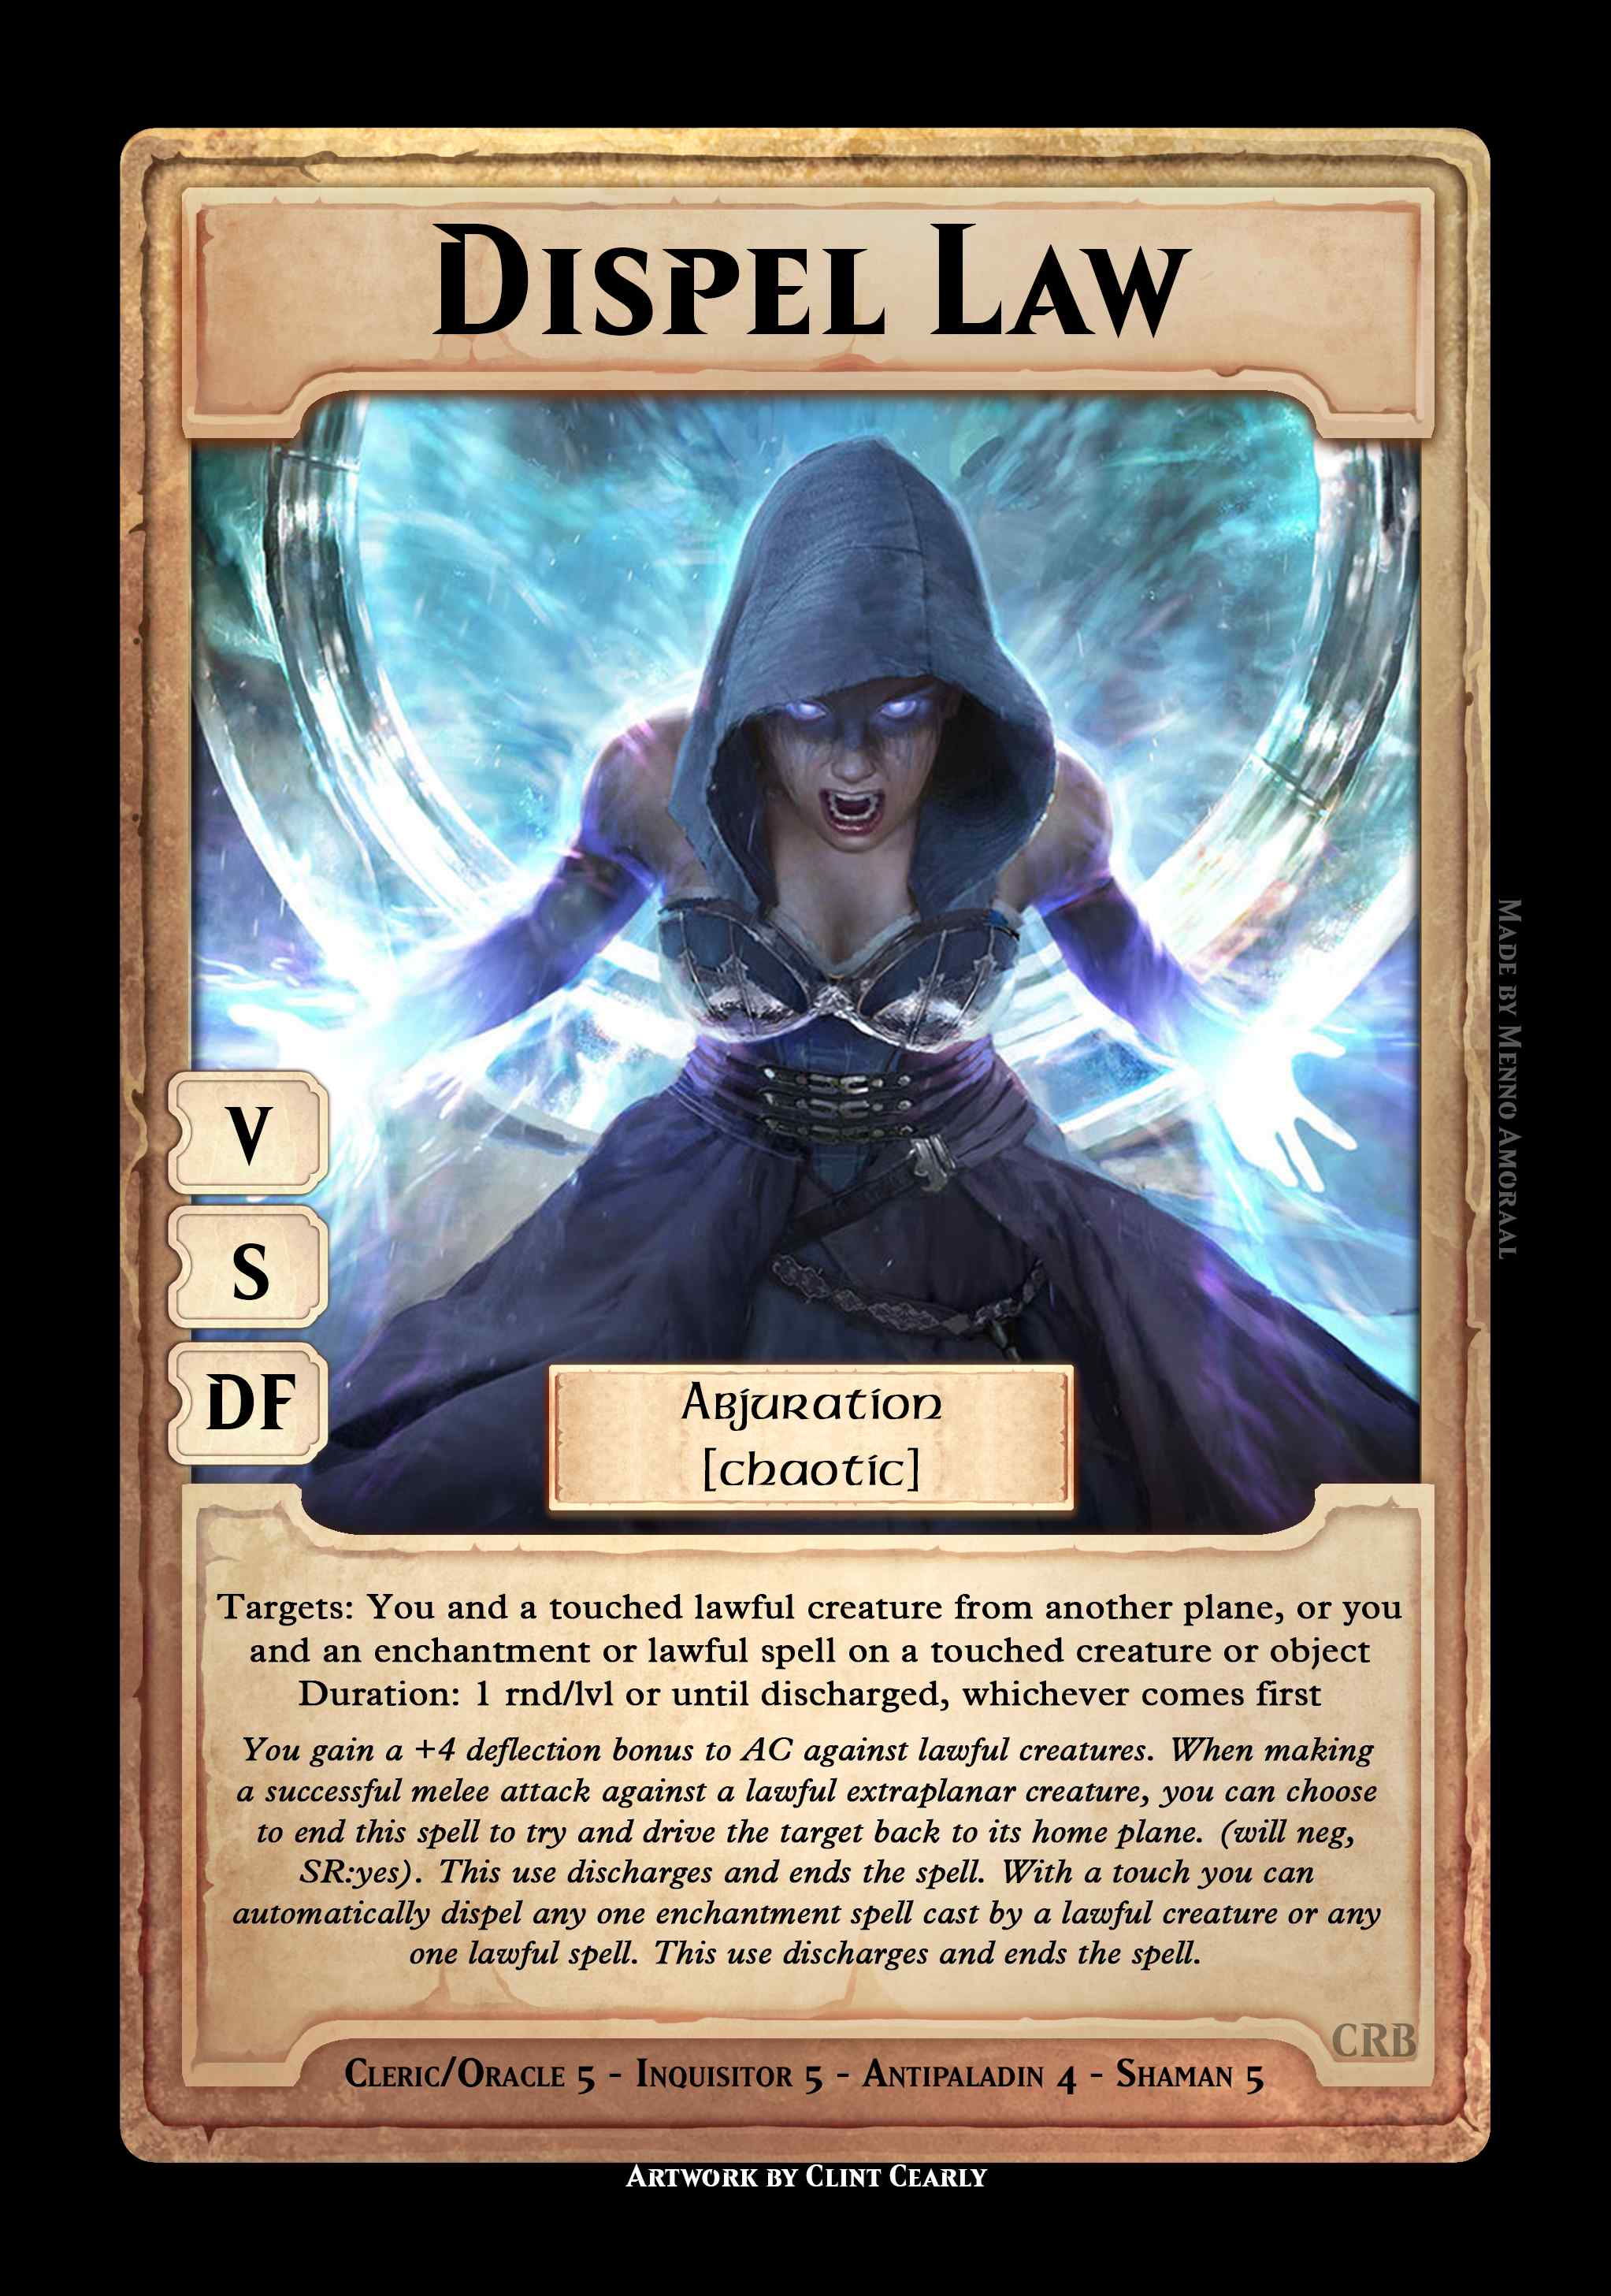 Dispel Law
V
S
DF
Abjuration
[chaotic]
Targets: You and a touched lawful creature from another plane, or you
and an enchantment or lawful spell on a touched creature or object
Duration: 1 rnd/lvl or until discharged, whichever comes first
You gain a +4 deflection bonus to AC against lawful creatures. When making
a successful melee attack against a lawful extraplanar creature, you can choose
to end this spell to try and drive the target back to its home plane. (will neg,
SR:yes). This use discharges and ends the spell. With a touch you can
automatically dispel any one enchantment spell cast by a lawful creature or any
one lawful spell. This use discharges and ends the spell.
CRB
Cleric/Oracle 5 - Inquisitor 5 - Antipaladin 4 - Shaman 5
Artwork by Clint Cearly
Made by Menno Amoraal